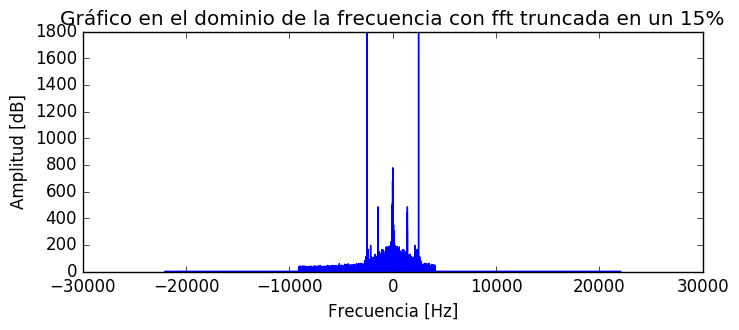 Gráfico en el dominio de la frecuencia con fft truncada en un 15%
Amplitud [dB]
1800
1600
1400
1200
1000
800
600
400
200
0
−30000 −20000 −10000 0 10000 20000 30000
Frecuencia [Hz]